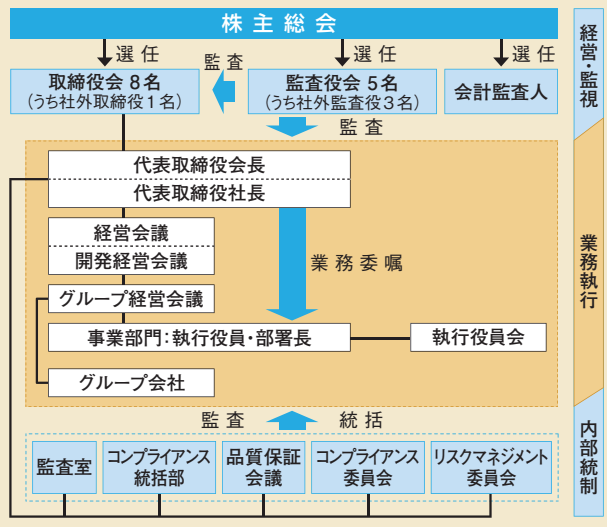 株主総会
選任
選任
選任
監査
取締役会 8名
(うち社外取締役1名)
監査役会 5名
(うち社外監査役3名)
会計監査人
経営・監視
監査
代表取締役会長
代表取締役社長
経営会議
開発経営会議
業務委嘱
業務執行
グループ経営会議
事業部門:執行役員・部署長
執行役員会
グループ会社
監査
統括
監査室
コンプライアンス
統括部
品質保証
会議
コンプライアンス
委員会
リスクマネジメント
委員会
内部統制